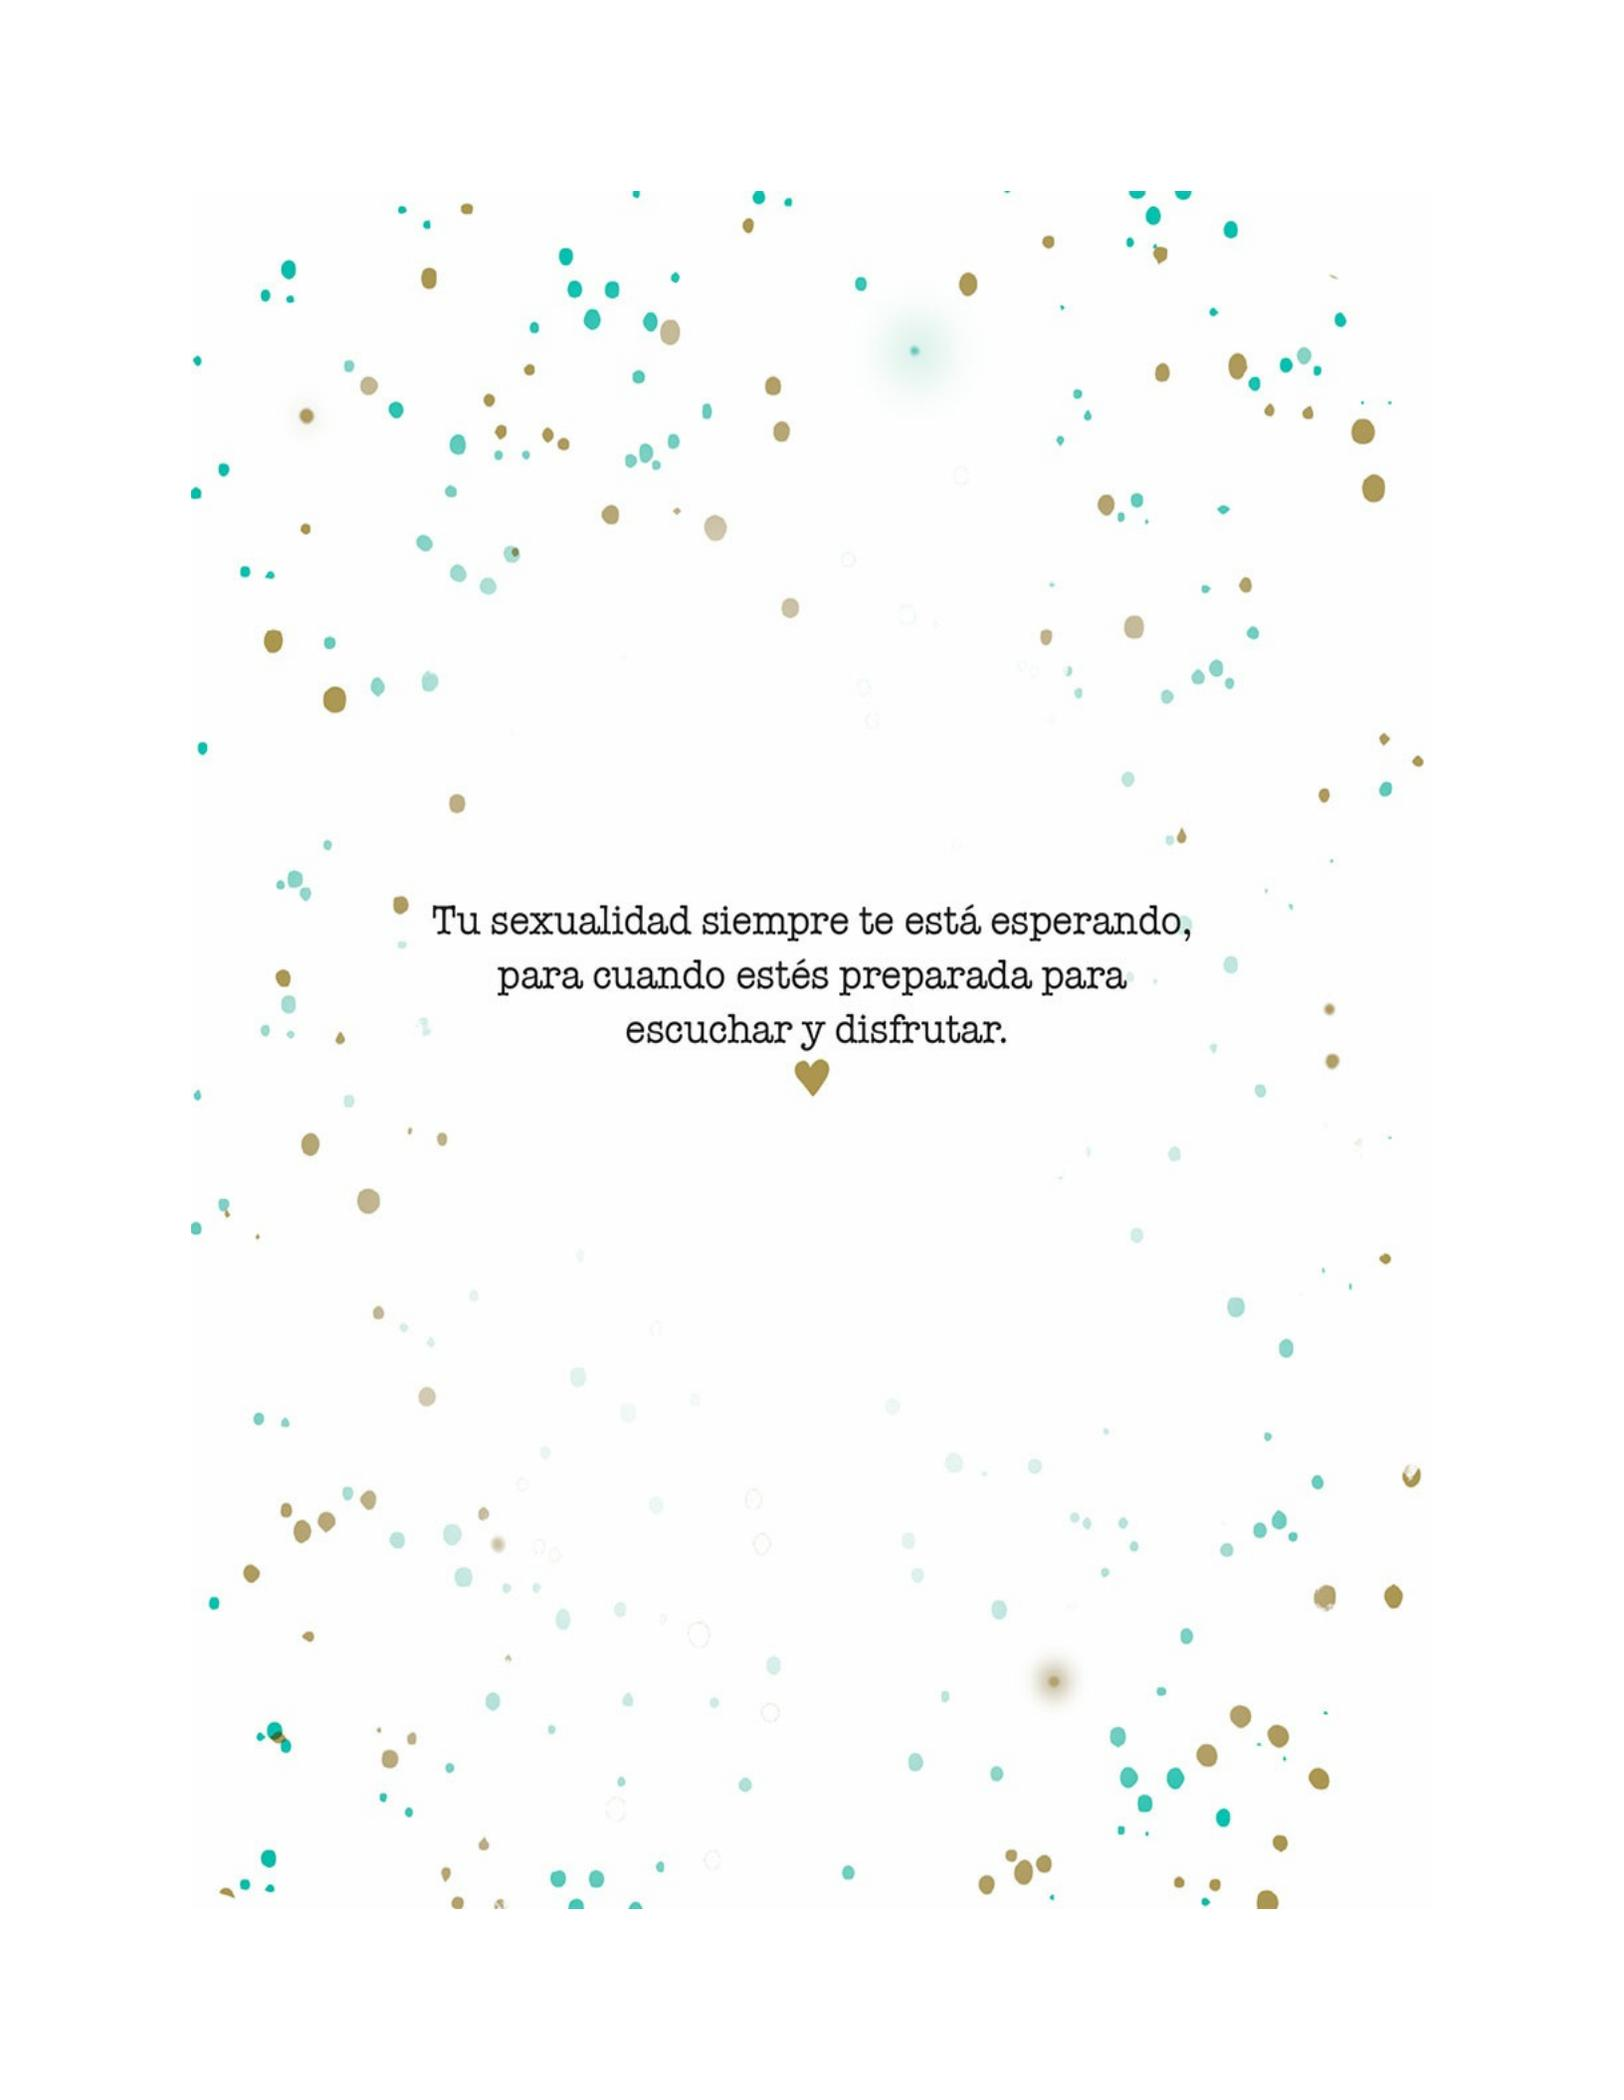 Tu sexualidad siempre te está esperando,
para cuando estés preparada para
escuchar y disfrutar.